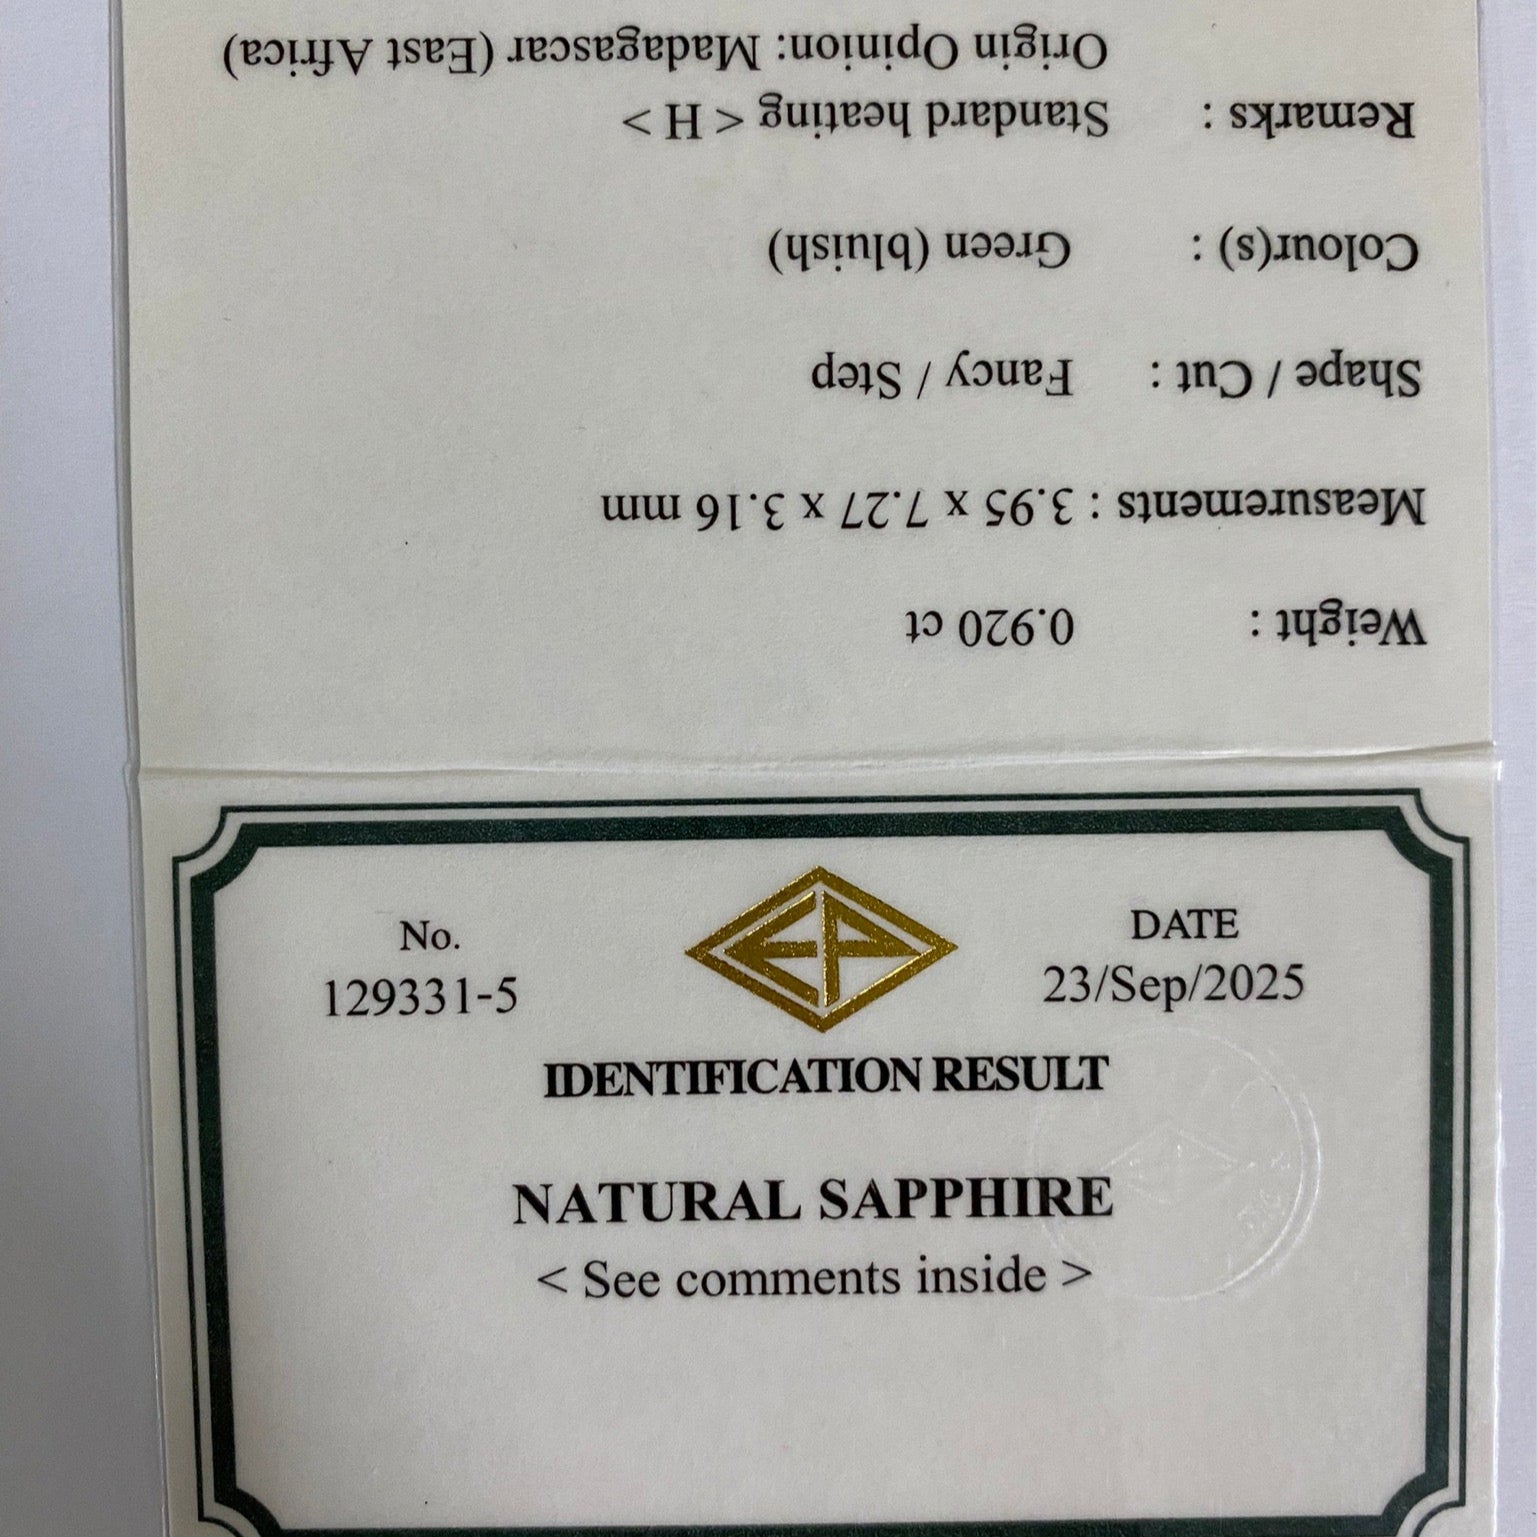 Weight : 0.920 ct
Measurements : 3.95 x 7.27 x 3.16 mm
Shape / Cut : Fancy / Step
Colour(s) : Green (bluish)
Remarks : Standard heating < H >
Origin Opinion: Madagascar (East Africa)
No.
129331-5
EP
DATE
23/Sep/2025
IDENTIFICATION RESULT
NATURAL SAPPHIRE
< See comments inside >